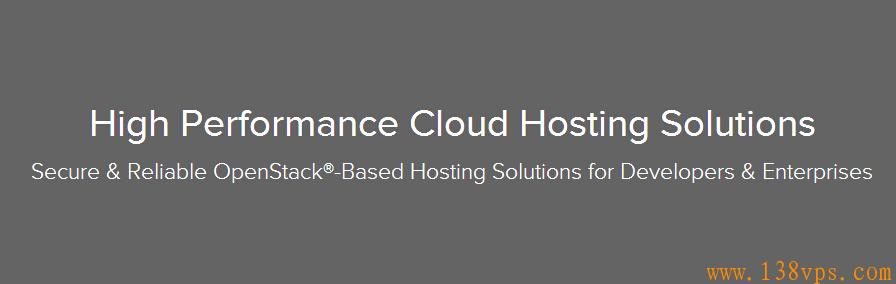 High Performance Cloud Hosting Solutions
Secure & Reliable OpenStack®-Based Hosting Solutions for Developers & Enterprises
www.138vps.com